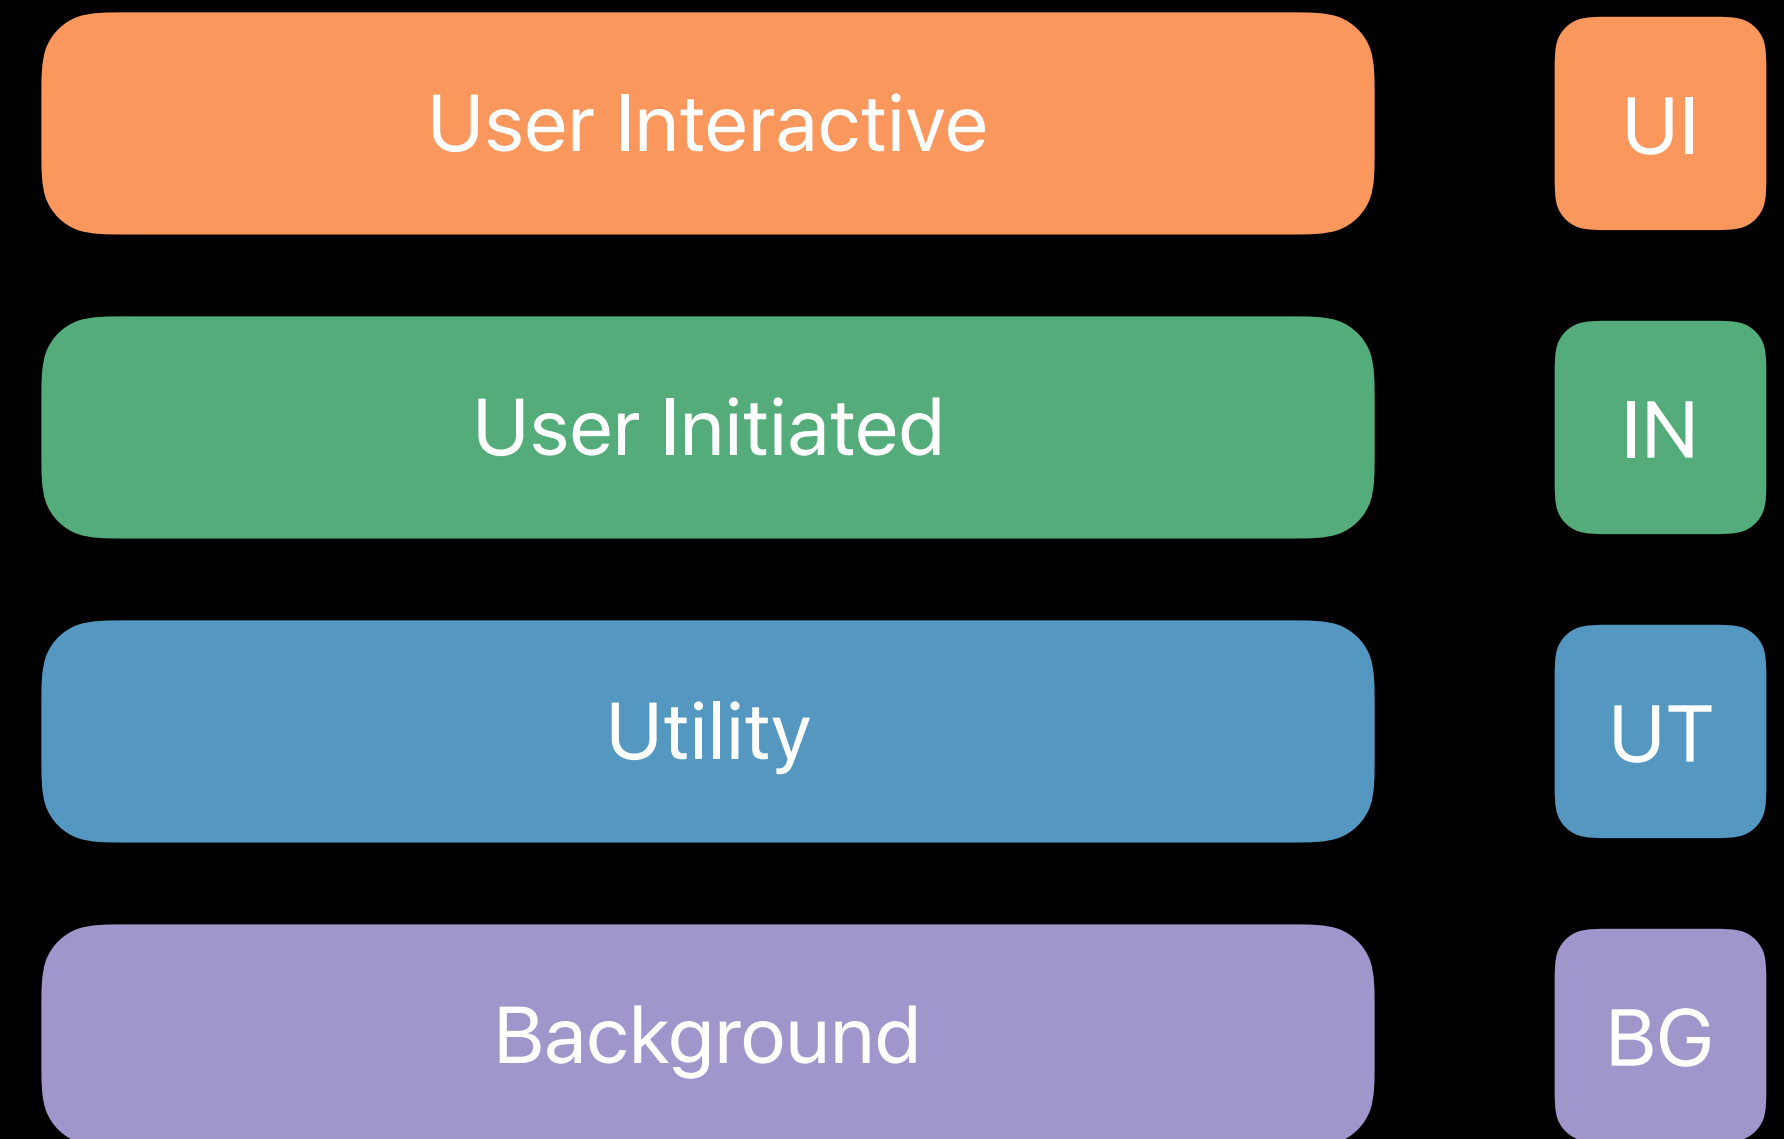 User Interactive
UI
User Initiated
IN
Utility
UT
Background
BG